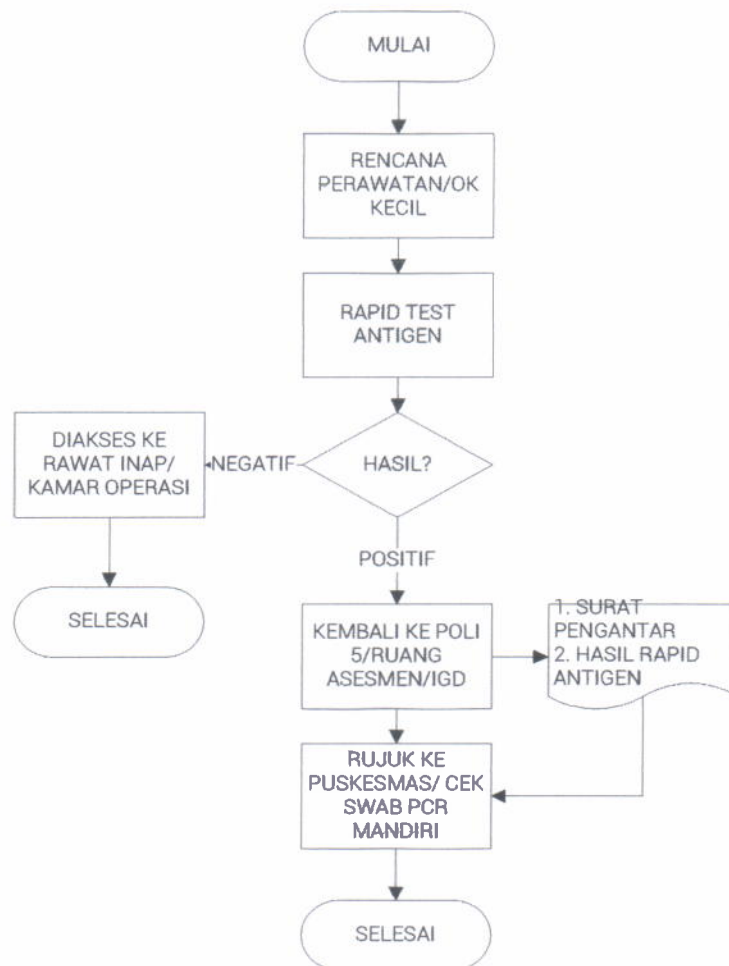 MULAI
RENCANA
PERAWATAN/OK
KECIL
RAPID TEST
ANTIGEN
HASIL?
NEGATIF
DIAKSES KE
RAWAT INAP/
KAMAR OPERASI
SELESAI
POSITIF
KEMBALI KE POLI
5/RUANG
ASESMEN/IGD
1. SURAT
PENGANTAR
2. HASIL RAPID
ANTIGEN
RUJUK KE
PUSKESMAS/ CEK
SWAB PCR
MANDIRI
SELESAI